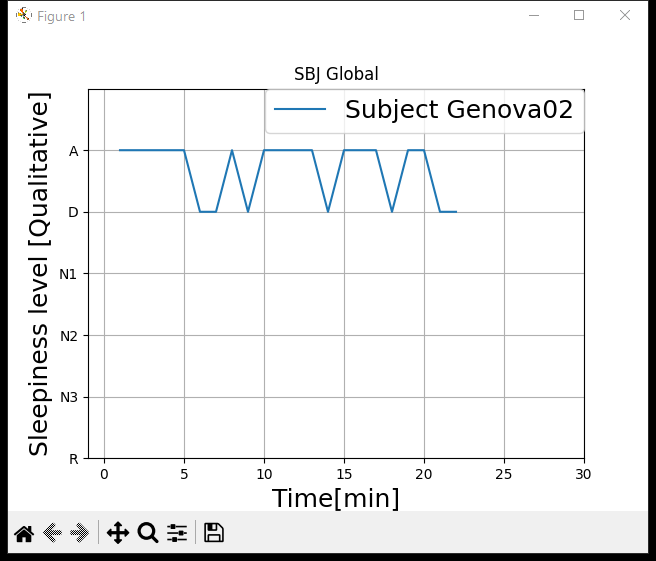 Figure 1
SBJ Global
Subject Genova02
Sleepiness level [Qualitative]
A
D
N1
N2
N3
R
0 5 10 15 20 25 30
Time[min]